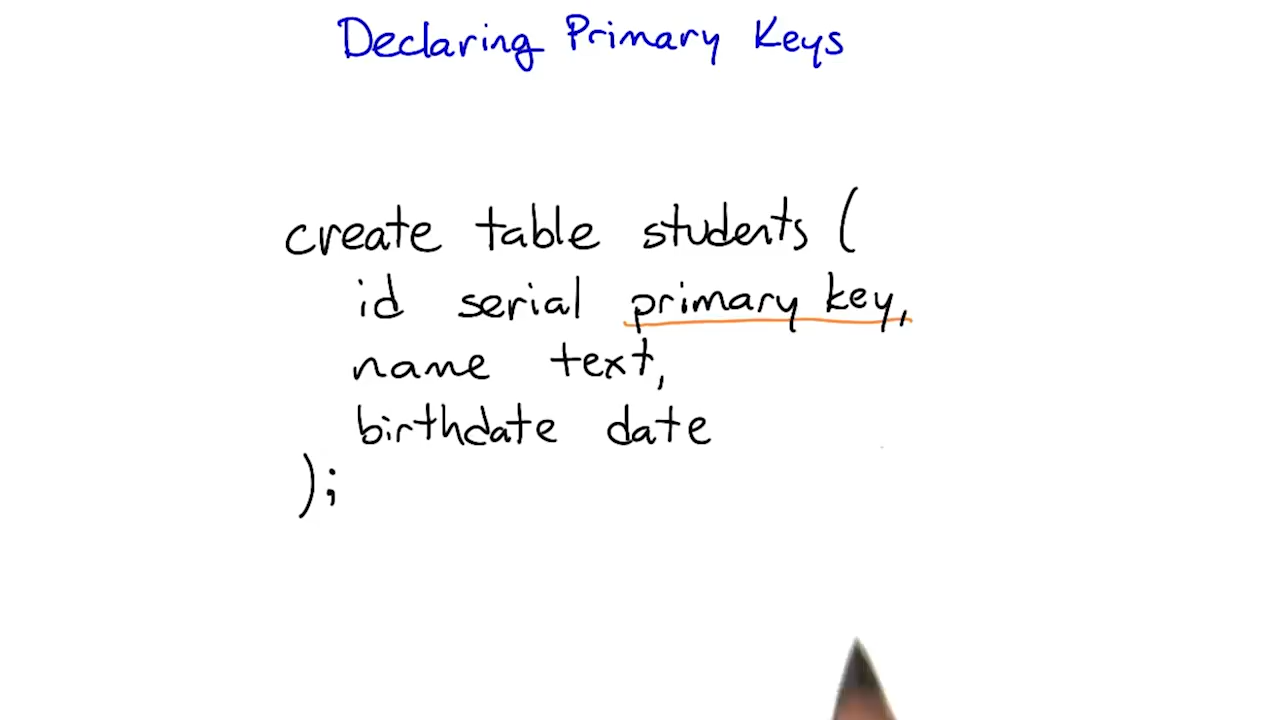 Declaring Primary Keys
create table students (
id serial primary key,
name text,
birthdate date
);